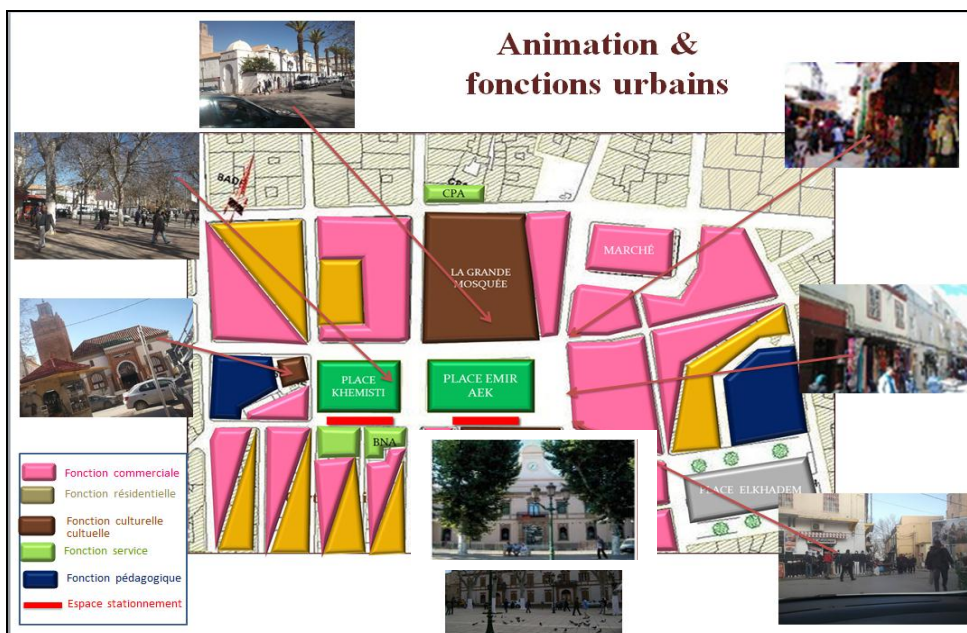 Animation &
fonctions urbains
CPA
LA GRANDE
MOSQUÉE
MARCHÉ
PLACE
KHEMISTI
PLACE EMIR
AEK
BNA
PLACE ELKHADEM
Fonction commerciale
Fonction résidentielle
Fonction culturelle
cultuelle
Fonction service
Fonction pédagogique
Espace stationnement